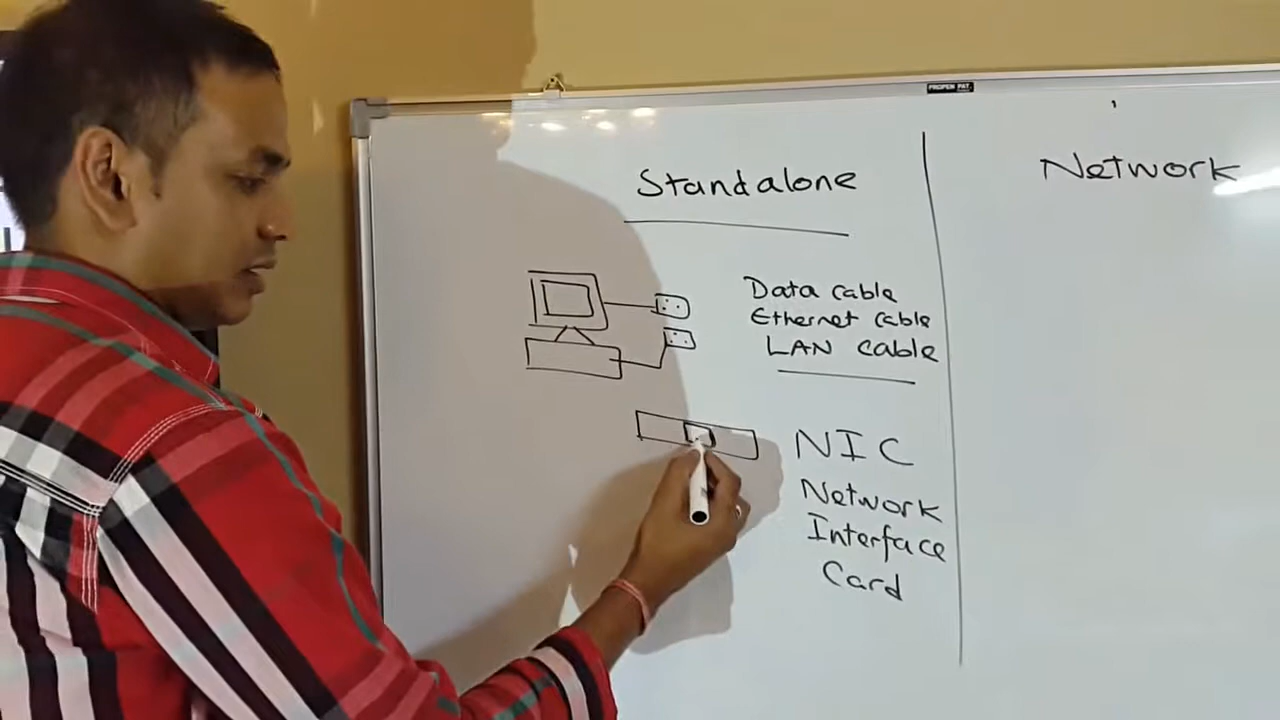 Standalone
Network
Data cable
Ethernet cable
LAN cable
NIC
Network
Interface
Card